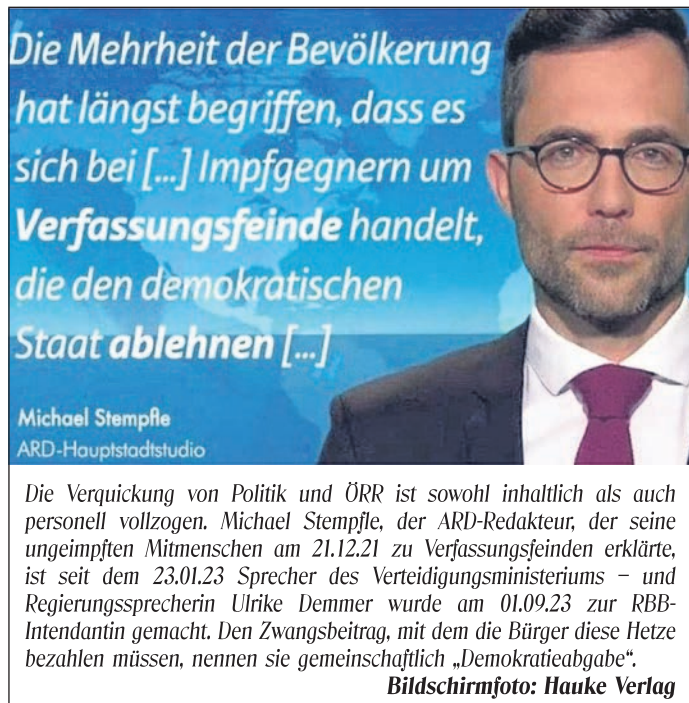 Die Mehrheit der Bevölkerung
hat längst begriffen, dass es
sich bei [...] Impfgegnern um
Verfassungsfeinde handelt,
die den demokratischen
Staat ablehnen [...]
Michael Stempfle
ARD-Hauptstadtstudio
Die Verquickung von Politik und ÖRR ist sowohl inhaltlich als auch
personell vollzogen. Michael Stempfle, der ARD-Redakteur, der seine
ungeimpften Mitmenschen am 21.12.21 zu Verfassungsfeinden erklärte,
ist seit dem 23.01.23 Sprecher des Verteidigungsministeriums – und
Regierungssprecherin Ulrike Demmer wurde am 01.09.23 zur RBB-
Intendantin gemacht. Den Zwangsbeitrag, mit dem die Bürger diese Hetze
bezahlen müssen, nennen sie gemeinschaftlich „Demokratieabgabe“.
Bildschirmfoto: Hauke Verlag